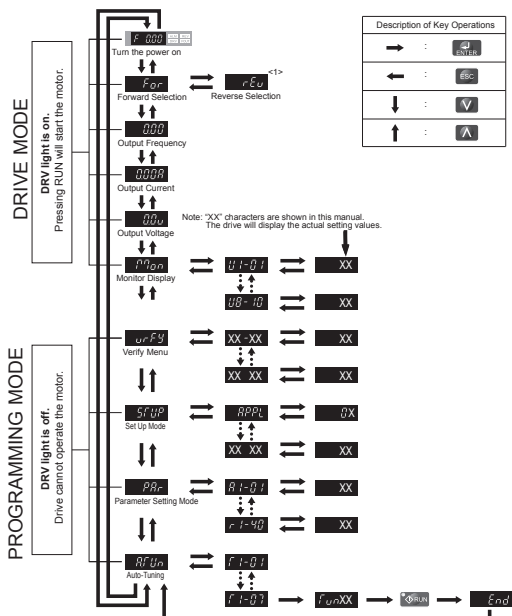 DRIVE MODE
DRV light is on.
Pressing RUN will start the motor.
F 0.00
Turn the power on
For
Forward Selection
rEv
<1>
Reverse Selection
0.00
Output Frequency
0.00A
Output Current
0.0v
Output Voltage
Note: "XX" characters are shown in this manual.
The drive will display the actual setting values.
Mon
Monitor Display
U1-01
XX
U8-10
XX
Description of Key Operations
:
ENTER
:
ESC
:
:
PROGRAMMING MODE
DRV light is off.
Drive cannot operate the motor.
vrFY
Verify Menu
XX-XX
XX
XX XX
XX
STUP
Set Up Mode
APPL
0X
XX XX
XX
PAr
Parameter Setting Mode
A1-01
XX
r1-40
XX
ATUn
Auto-Tuning
T1-01
T1-07
TunXX
RUN
End